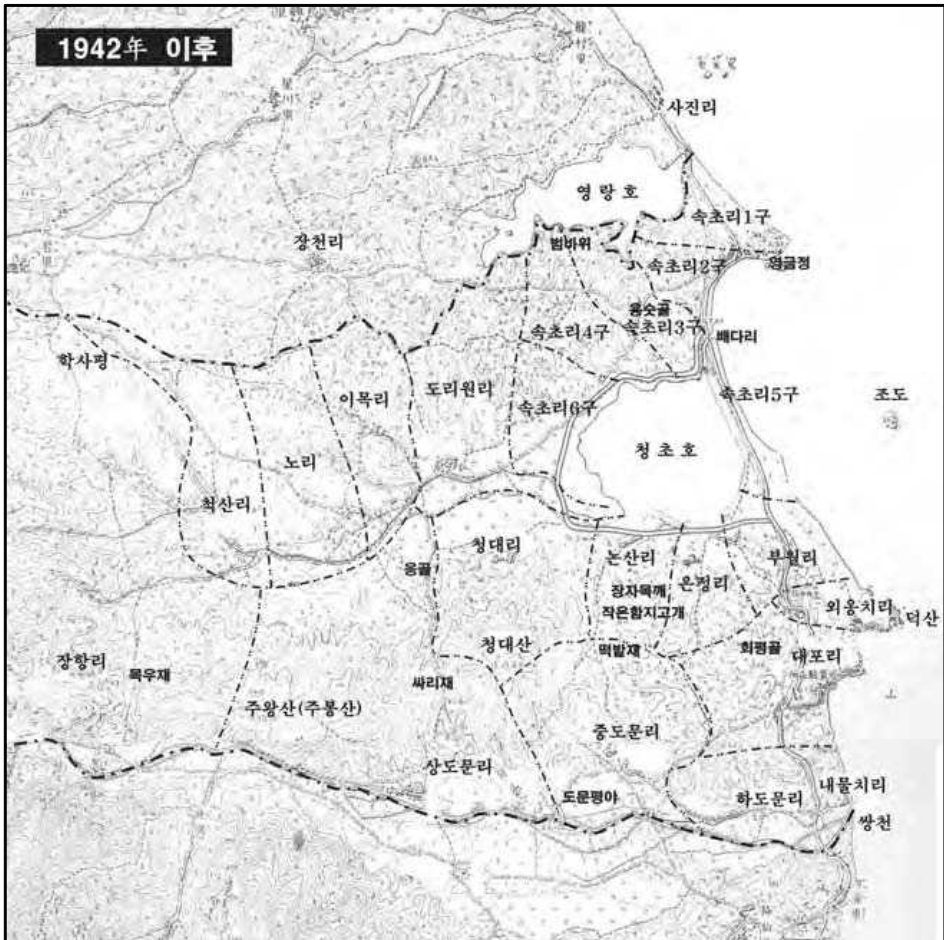 1942年 이후
사진리
영랑호
속초리1구
장천리
범바위
속초리2구
영금정
용숫골
속초리4구
속초리3구
배다리
학사평
이목리
도리원리
속초리6구
속초리5구
조도
청초호
노리
척산리
청대리
논산리
부월리
웅골
온정리
장자목깨
외옹치리
작은함지고개
덕산
청대산
떡밭재
회평골
대포리
장항리
목우재
싸리재
주왕산(주봉산)
중도문리
상도문리
내물치리
도문평야
하도문리
쌍천